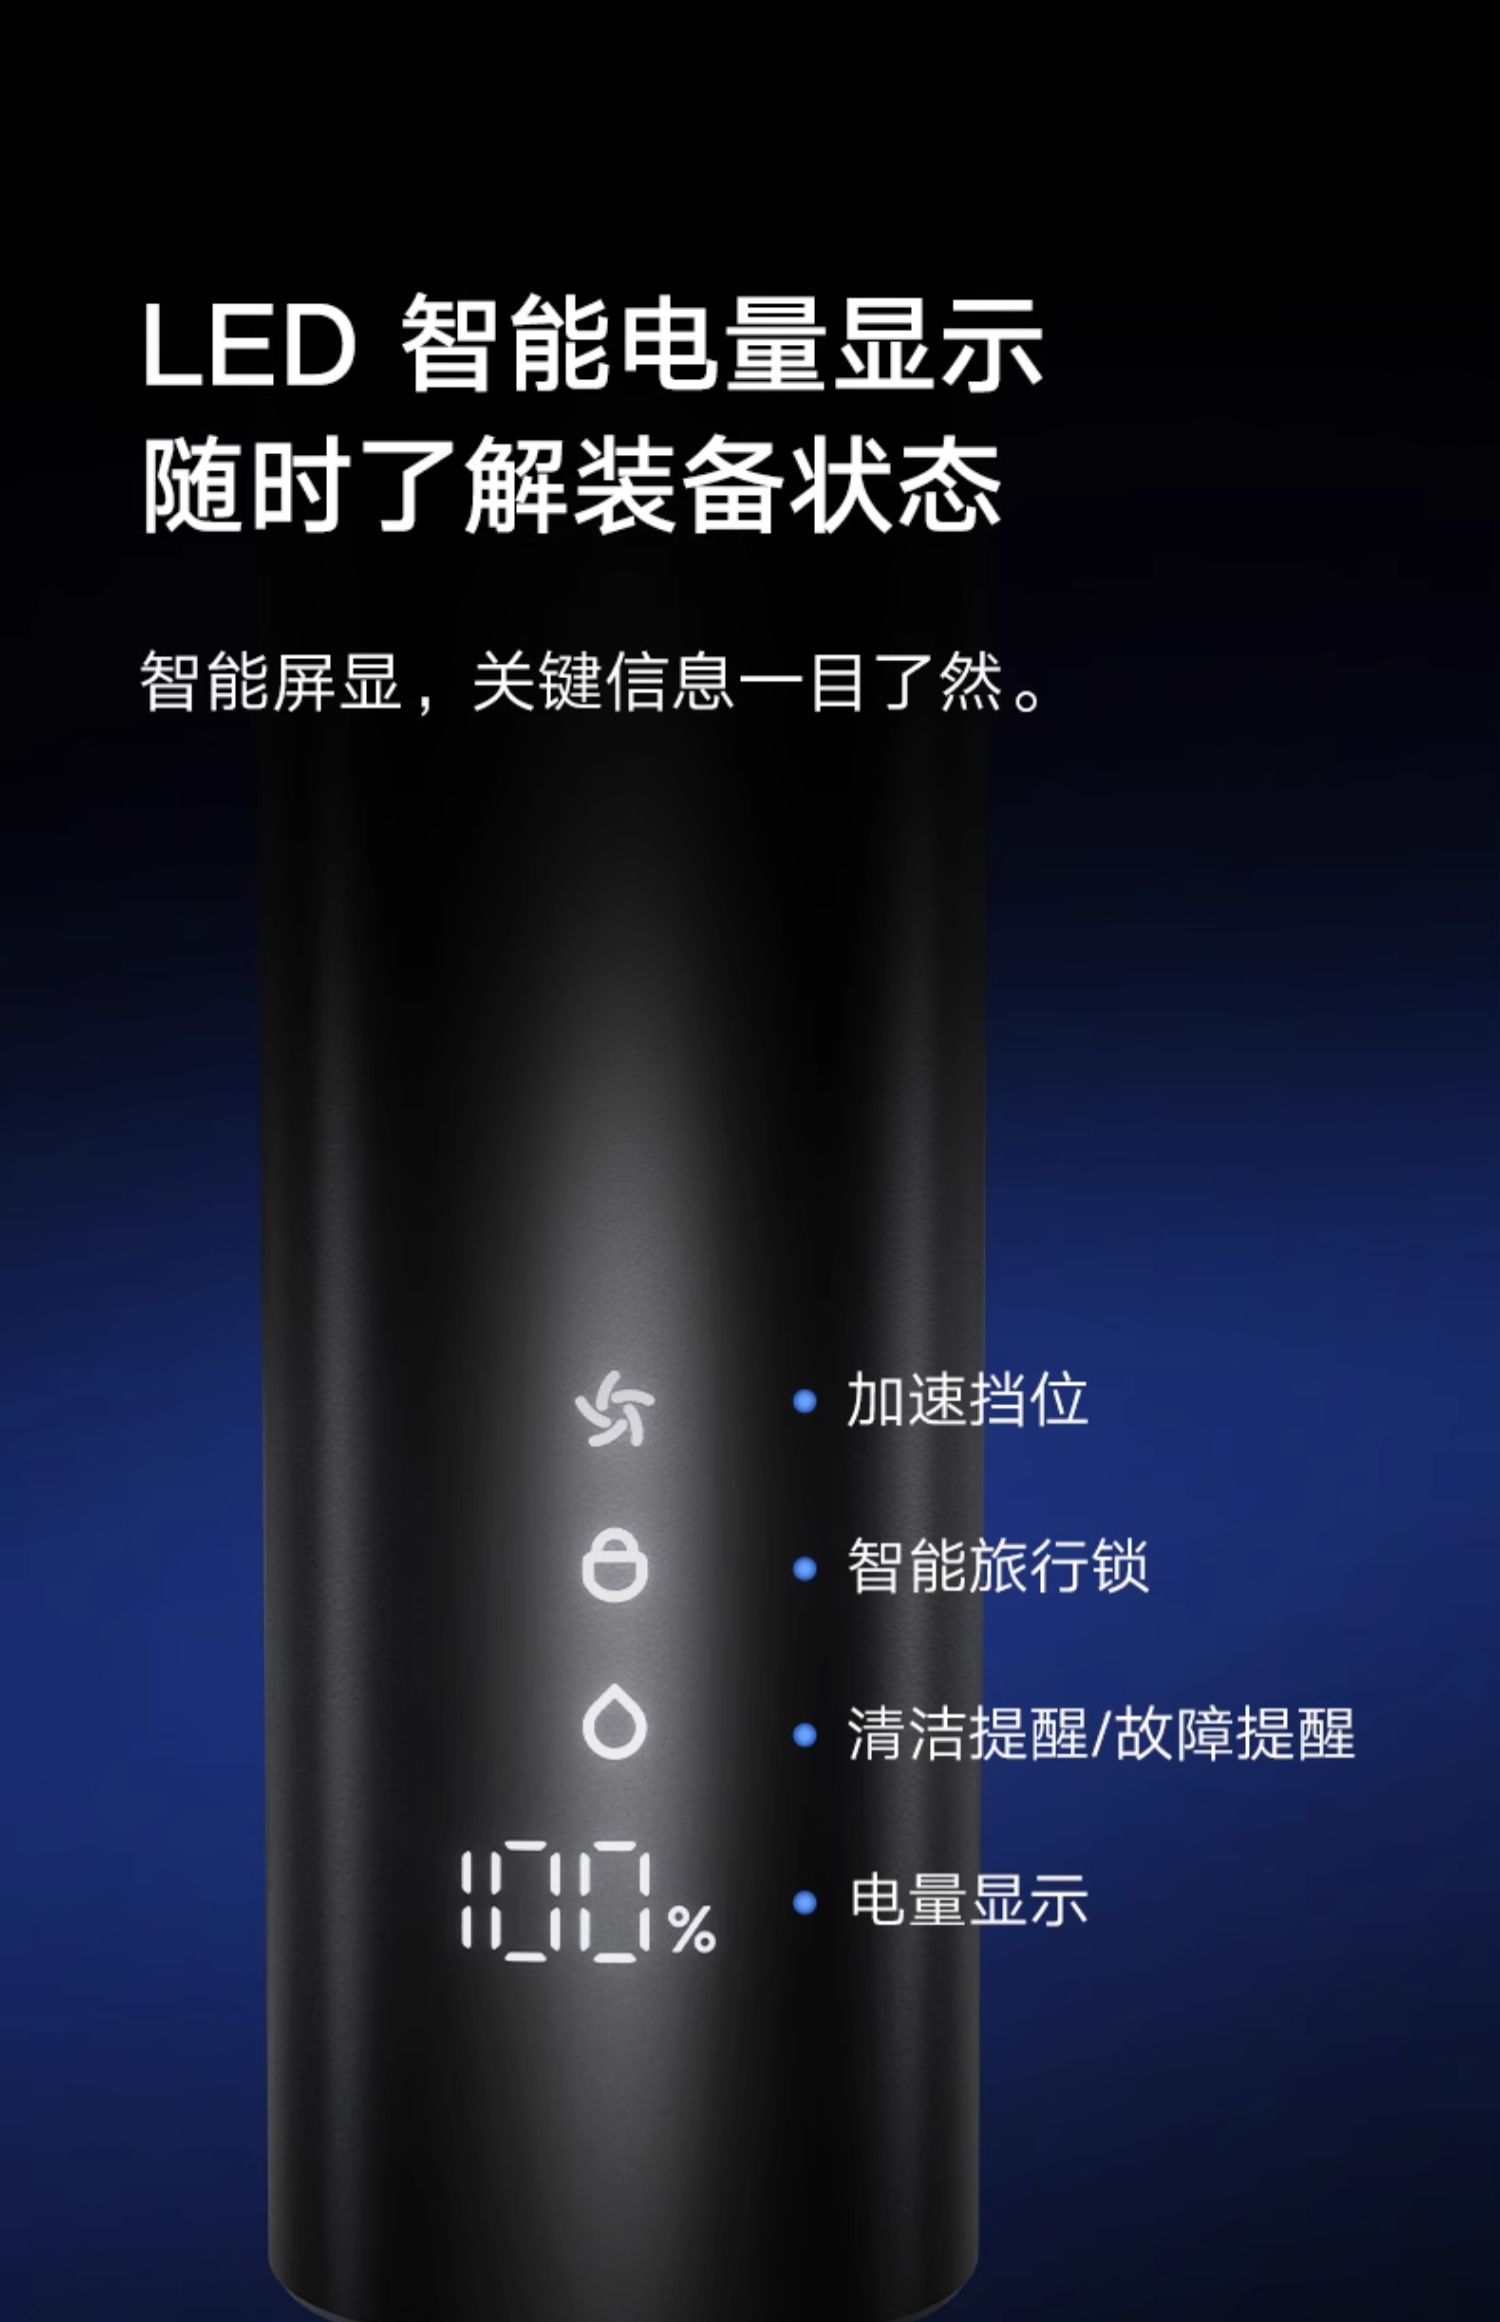 LED 智能电量显示
随时了解装备状态
智能屏显，关键信息一目了然。
加速挡位
智能旅行锁
清洁提醒/故障提醒
100% 电量显示